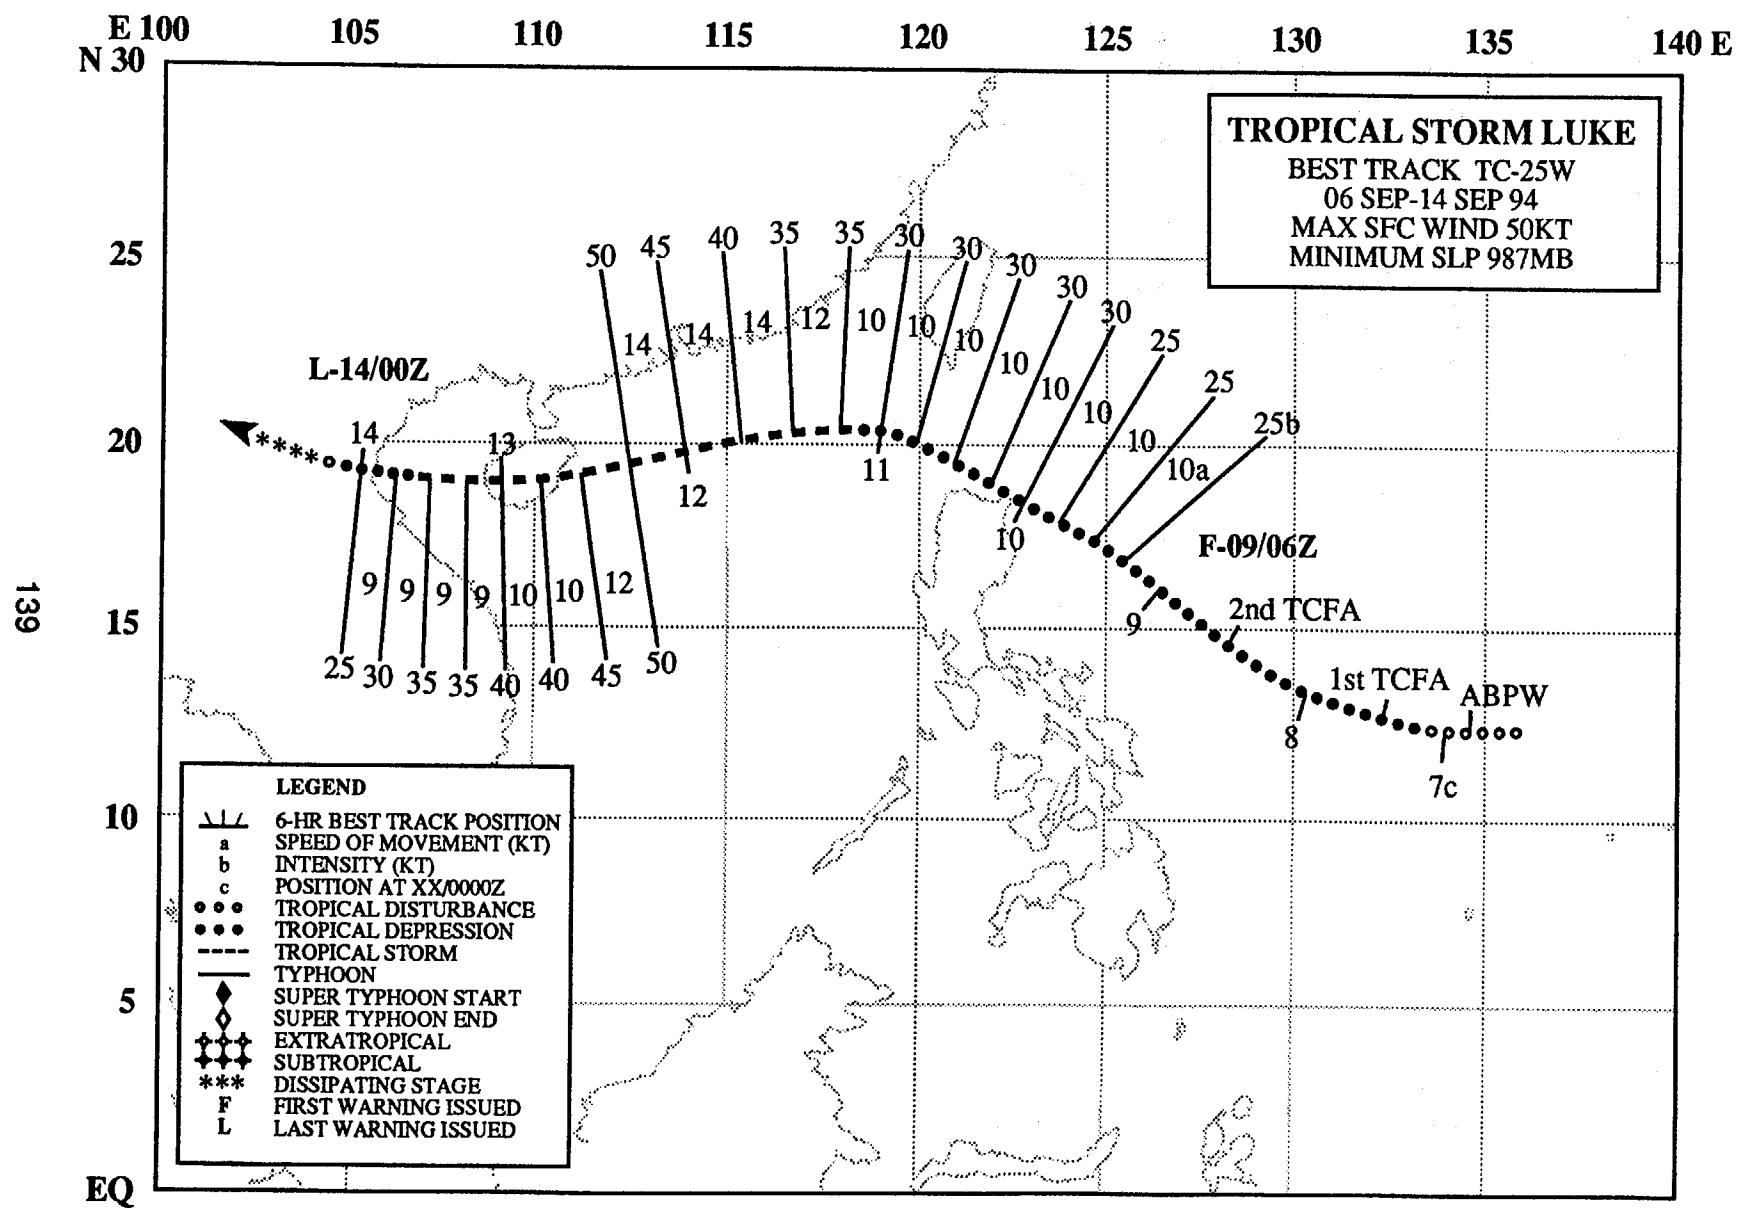 E 100 105 110 115 120 125 130 135 140 E
N 30
TROPICAL STORM LUKE
BEST TRACK TC-25W
06 SEP-14 SEP 94
MAX SFC WIND 50KT
MINIMUM SLP 987MB
25
50 45 40 35 35 30 30 30 30 30 25 25 25b
14 14 14 12 10 10 10 10 10 10 10 10a
L-14/00Z
20
14 13 12 11 10 9 8 7c
F-09/06Z
2nd TCFA
1st TCFA
ABPW
15
9 9 9 9 10 10 12
25 30 35 35 40 40 45 50
139
10
5
EQ
LEGEND
6-HR BEST TRACK POSITION
a SPEED OF MOVEMENT (KT)
b INTENSITY (KT)
c POSITION AT XX/0000Z
TROPICAL DISTURBANCE
TROPICAL DEPRESSION
TROPICAL STORM
TYPHOON
SUPER TYPHOON START
SUPER TYPHOON END
EXTRATROPICAL
SUBTROPICAL
*** DISSIPATING STAGE
F FIRST WARNING ISSUED
L LAST WARNING ISSUED